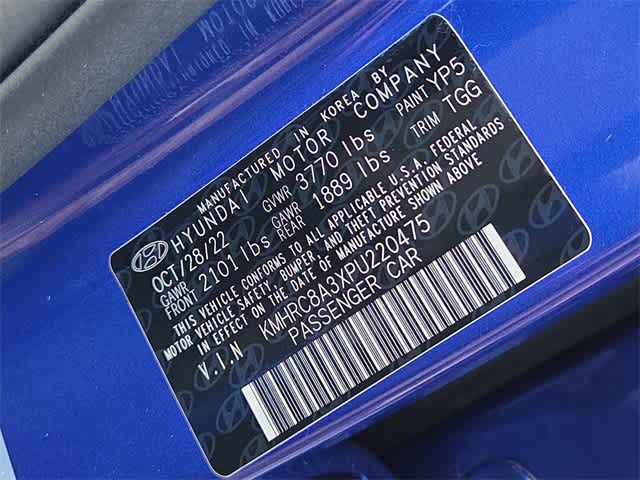 MANUFACTURED IN KOREA BY
HYUNDAI MOTOR COMPANY
OCT/28/22 GVWR 3770 lbs PAINT YP5
GAWR FRONT 2101 lbs GAWR REAR 1889 lbs TRIM TGG
THIS VEHICLE CONFORMS TO ALL APPLICABLE U.S.A. FEDERAL
MOTOR VEHICLE SAFETY, BUMPER, AND THEFT PREVENTION STANDARDS
IN EFFECT ON THE DATE OF MANUFACTURE SHOWN ABOVE.
V.I.N KMHRC8A3XPU220475
PASSENGER CAR